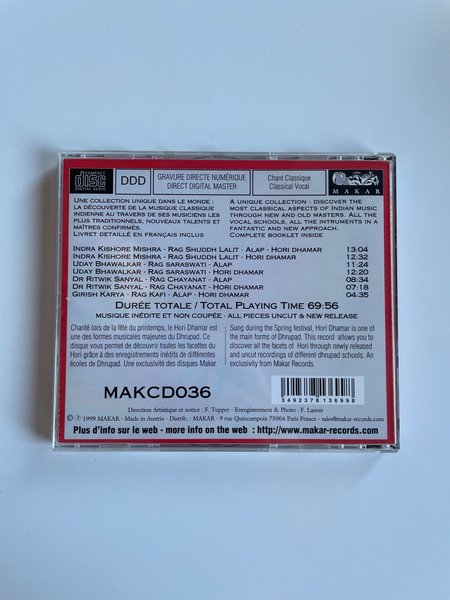 COMPACT
DISC
DIGITAL AUDIO
DDD
GRAVURE DIRECTE NUMÉRIQUE
DIRECT DIGITAL MASTER
Chant Classique
Classical Vocal
MAKAR
UNE COLLECTION UNIQUE DANS LE MONDE :
LA DÉCOUVERTE DE LA MUSIQUE CLASSIQUE
INDIENNE AU TRAVERS DE SES MUSICIENS LES
PLUS TRADITIONNELS, NOUVEAUX TALENTS ET
MAÎTRES CONFIRMÉS.
LIVRET DETAILLÉ EN FRANÇAIS INCLUS
A UNIQUE COLLECTION : DISCOVER THE
MOST CLASSICAL ASPECTS OF INDIAN MUSIC
THROUGH NEW AND OLD MASTERS. ALL THE
VOCAL SCHOOLS, ALL THE INTRUMENTS IN A
FANTASTIC AND NEW APPROACH.
COMPLETE BOOKLET INSIDE
INDRA KISHORE MISHRA - RAG SHUDDH LALIT - ALAP - HORI DHAMAR 13:04
INDRA KISHORE MISHRA - RAG SHUDDH LALIT - HORI DHAMAR 12:32
UDAY BHAWALKAR - RAG SARASWATI - ALAP 11:24
UDAY BHAWALKAR - RAG SARASWATI - HORI DHAMAR 12:20
DR RITWIK SANYAL - RAG CHAYANAT - ALAP 08:34
DR RITWIK SANYAL - RAG CHAYANAT - HORI DHAMAR 07:18
GIRISH KARYA - RAG KAFI - ALAP - HORI DHAMAR 04:35
DURÉE TOTALE / TOTAL PLAYING TIME 69:56
MUSIQUE INÉDITE ET NON COUPÉE - ALL PIECES UNCUT & NEW RELEASE
Chanté lors de la fête du printemps, le Hori Dhamar est
une des formes musicales majeures du Dhrupad. Ce
disque vous permet de découvrir toutes les facettes du
Hori grâce à des enregistrements inédits de différentes
écoles de Dhrupad. Une exclusivité des disques Makar.
Sung during the Spring festival, Hori Dhamar is one of
the main forms of Dhrupad. This record allows you to
discover all the facets of Hori through newly released
and uncut recordings of different dhrupad schools. An
exclusivity from Makar Records.
MAKCD036
3492378136998
Direction Artistique et notice : F. Tupper - Enregistrement & Photo : F. Lanoir
© ℗ 1999 MAKAR - Made in Austria - Distr. : MAKAR - 9 rue Quincampoix 75004 Paris France - sales@makar-records.com
Plus d'info sur le web - more info on the web : http://www.makar-records.com